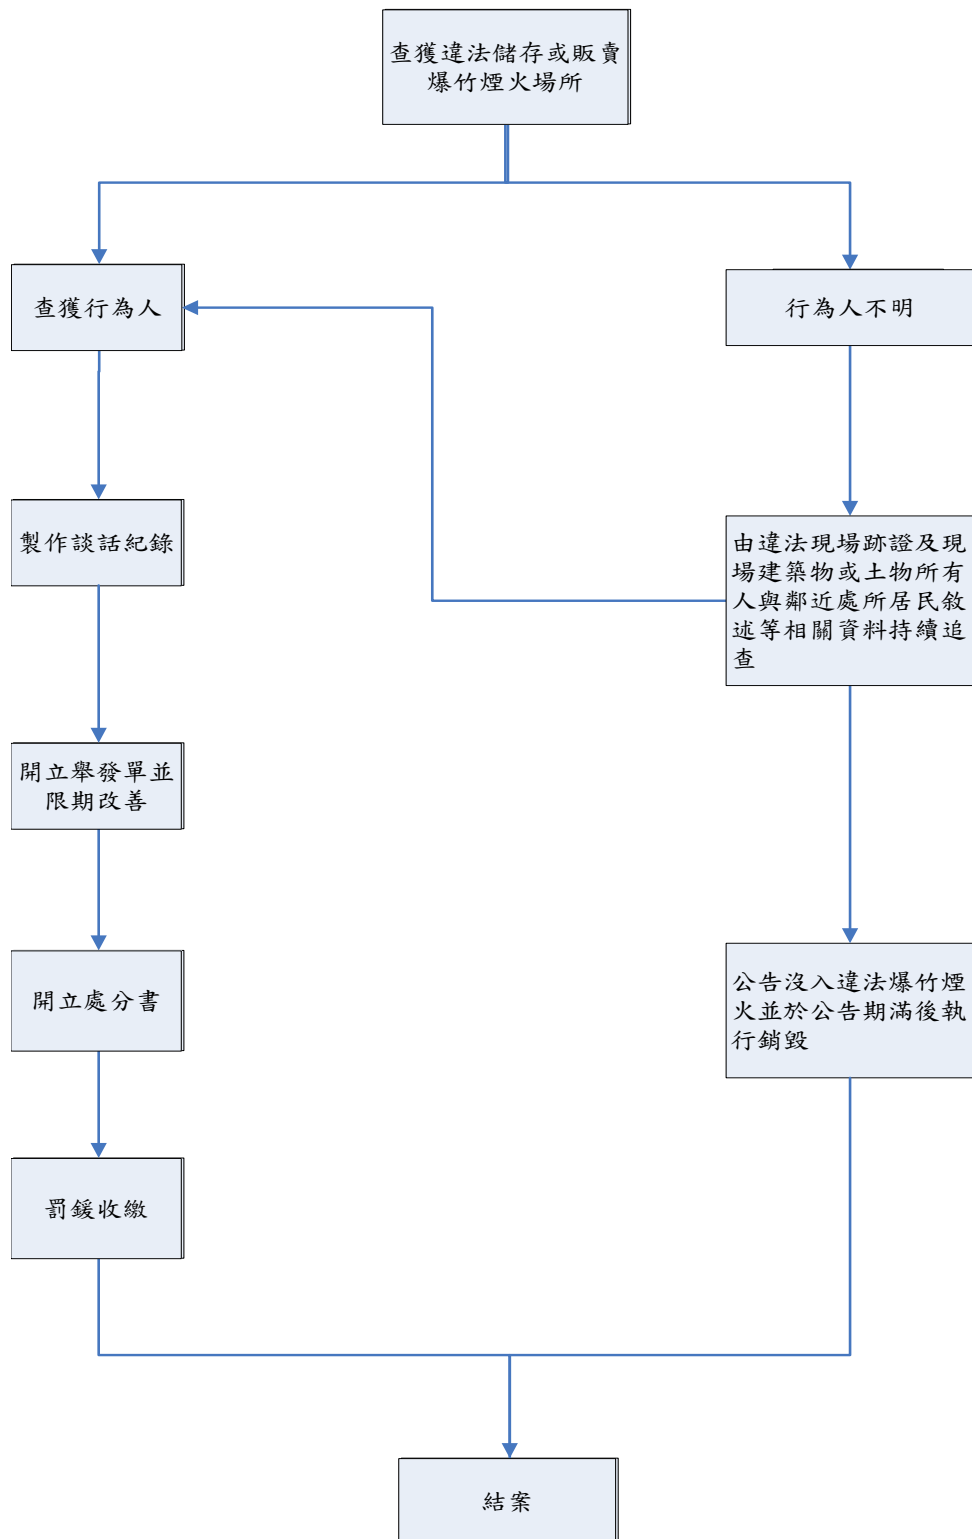 查獲違法儲存或販賣
爆竹煙火場所
查獲行為人
行為人不明
製作談話紀錄
由違法現場跡證及現
場建築物或土物所有
人與鄰近處所居民敘
述等相關資料持續追
查
開立舉發單並
限期改善
開立處分書
公告沒入違法爆竹煙
火並於公告期滿後執
行銷毀
罰鍰收繳
結案